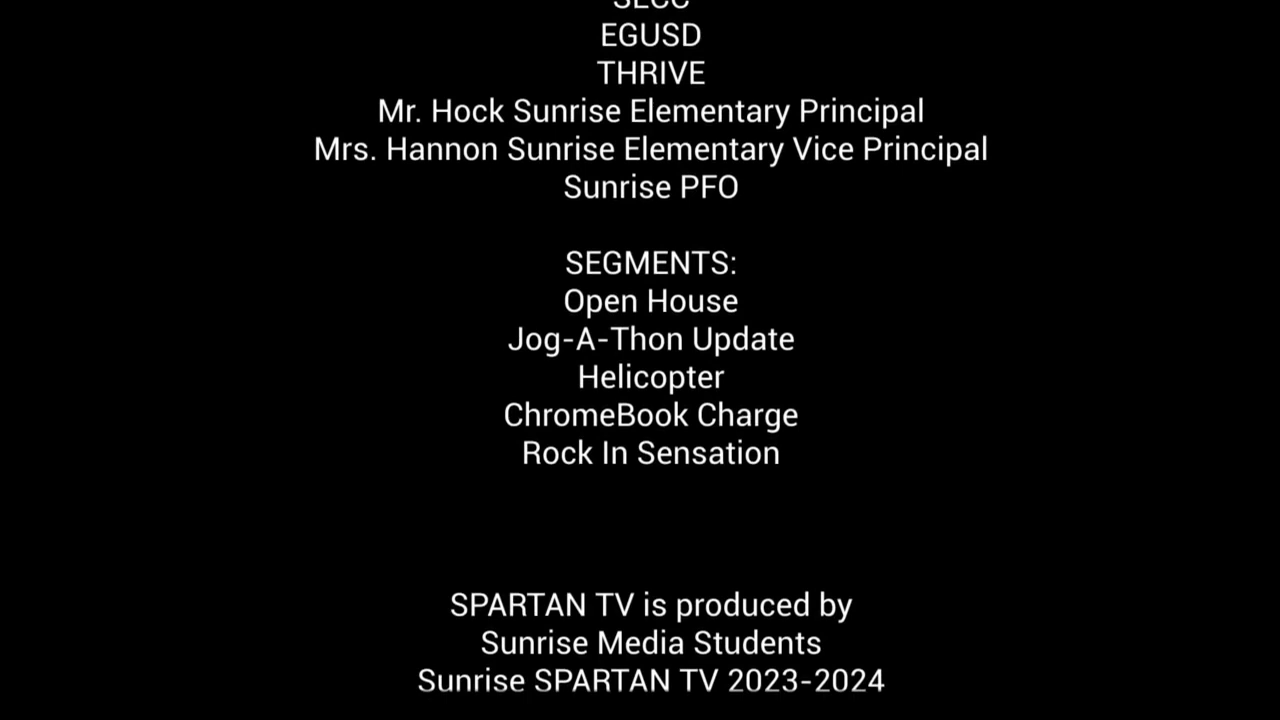 SECC
EGUSD
THRIVE
Mr. Hock Sunrise Elementary Principal
Mrs. Hannon Sunrise Elementary Vice Principal
Sunrise PFO
SEGMENTS:
Open House
Jog-A-Thon Update
Helicopter
ChromeBook Charge
Rock In Sensation
SPARTAN TV is produced by
Sunrise Media Students
Sunrise SPARTAN TV 2023-2024